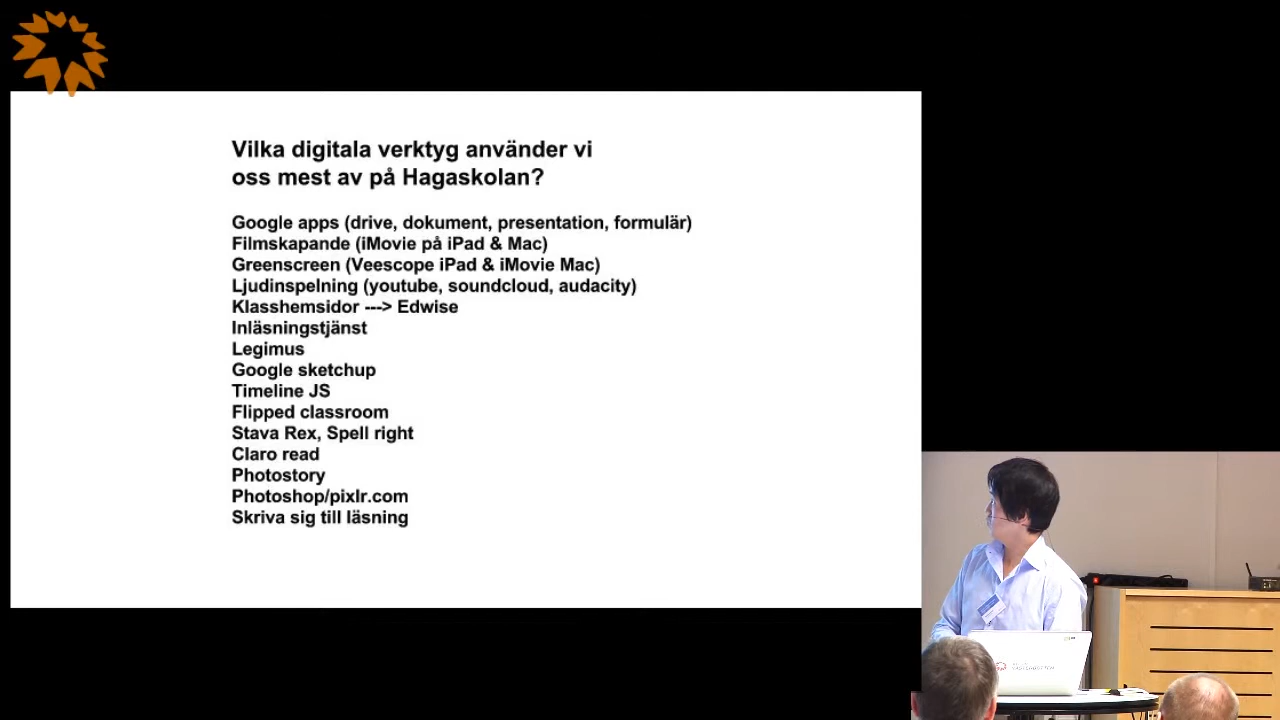 Vilka digitala verktyg använder vi
oss mest av på Hagaskolan?
Google apps (drive, dokument, presentation, formulär)
Filmskapande (iMovie på iPad & Mac)
Greenscreen (Veescope iPad & iMovie Mac)
Ljudinspelning (youtube, soundcloud, audacity)
Klasshemsidor ---> Edwise
Inläsningstjänst
Legimus
Google sketchup
Timeline JS
Flipped classroom
Stava Rex, Spell right
Claro read
Photostory
Photoshop/pixlr.com
Skriva sig till läsning